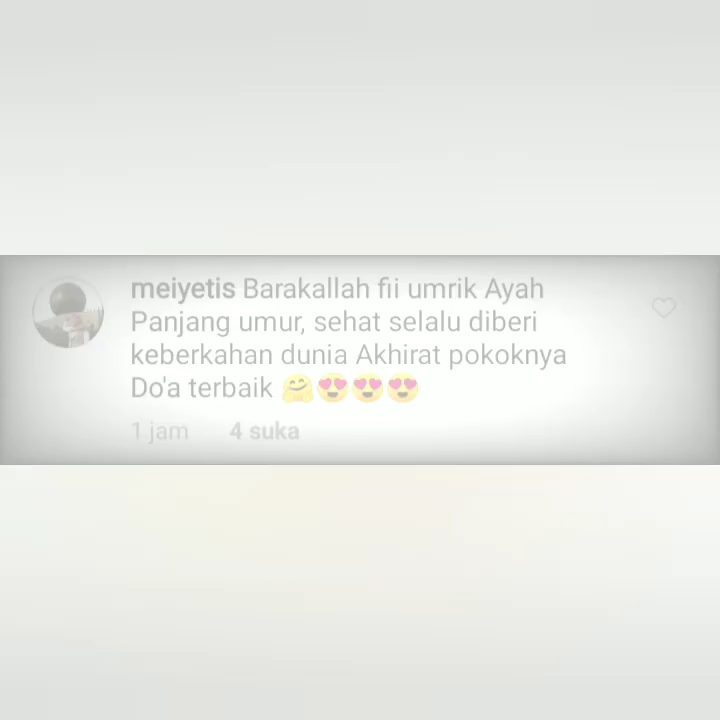 meiyetis Barakallah fii umrik Ayah
Panjang umur, sehat selalu diberi
keberkahan dunia Akhirat pokoknya
Do'a terbaik 🤗😍😍😍
1 jam 4 suka